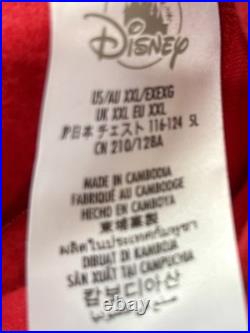 Disney
US/AU XXL/EXEXG
UK XXL EU XXL
JP日本 チェスト 116-124 5L
CN 210/128A
MADE IN CAMBODIA
FABRIQUÉ AU CAMBODGE
HECHO EN CAMBOYA
柬埔寨製
ผลิตในประเทศกัมพูชา
DIBUAT DI KAMBOJA
SẢN XUẤT TẠI CAMPUCHIA
캄보디아산